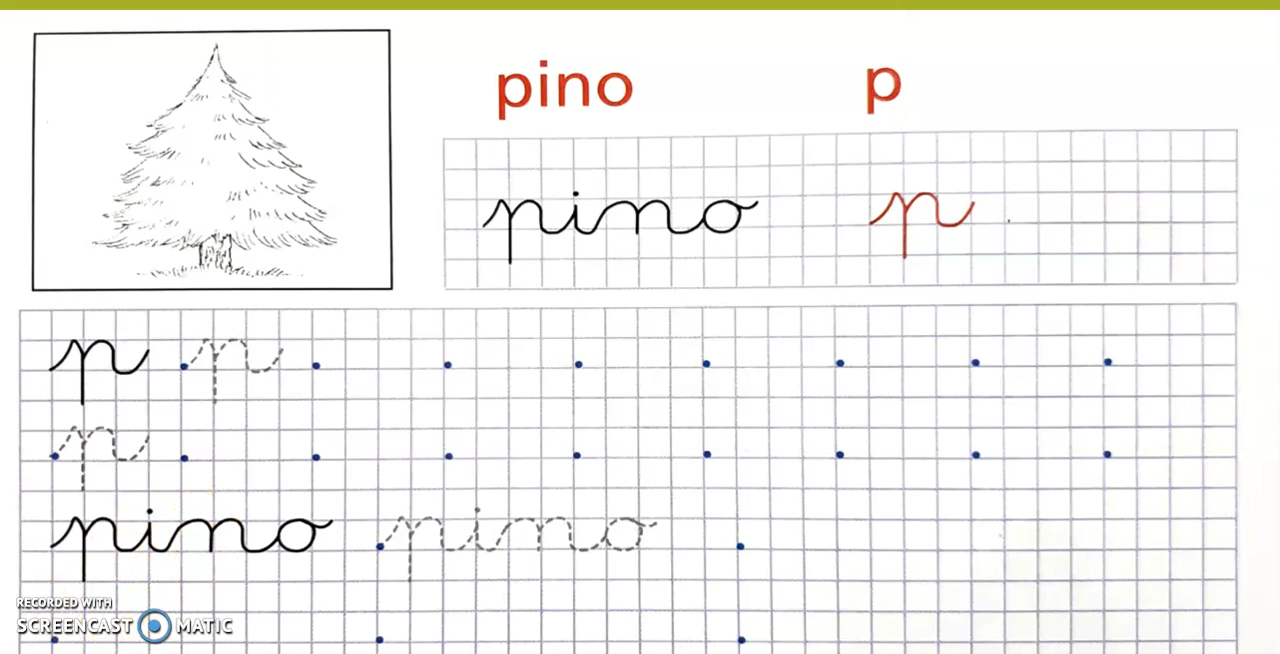 pino p
pino p
p p
p
pino pino
RECORDED WITH
SCREENCAST MATIC